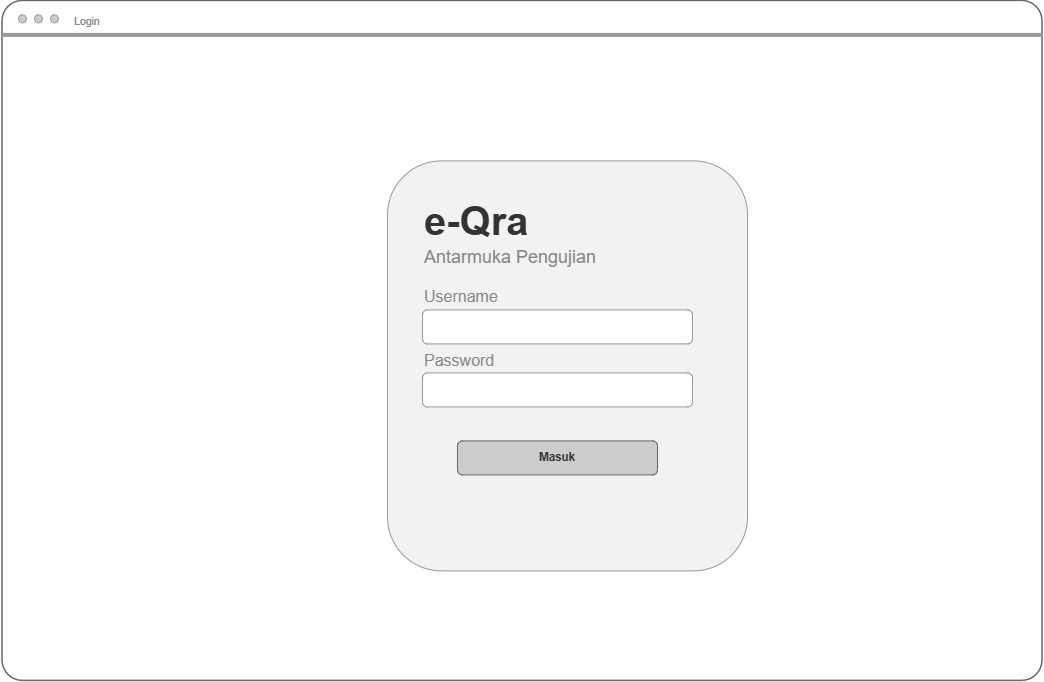 Login
e-Qra
Antarmuka Pengujian
Username
Password
Masuk